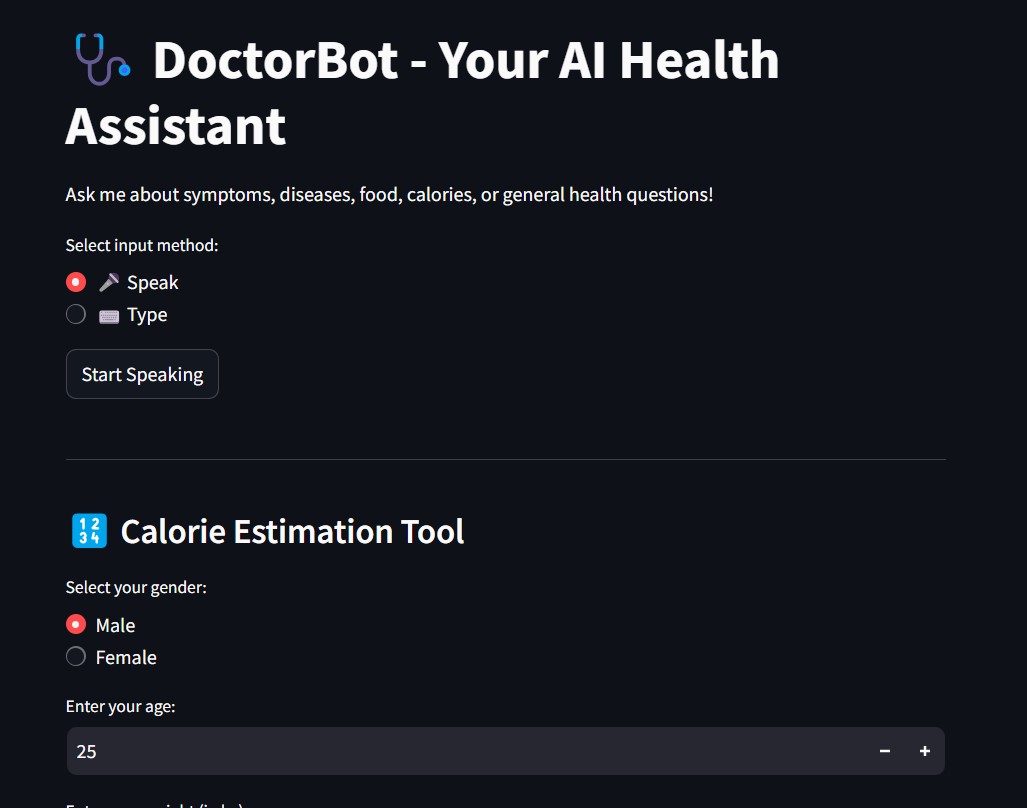 DoctorBot - Your AI Health
Assistant
Ask me about symptoms, diseases, food, calories, or general health questions!
Select input method:
Speak
Type
Start Speaking
1234 Calorie Estimation Tool
Select your gender:
Male
Female
Enter your age:
25 − +